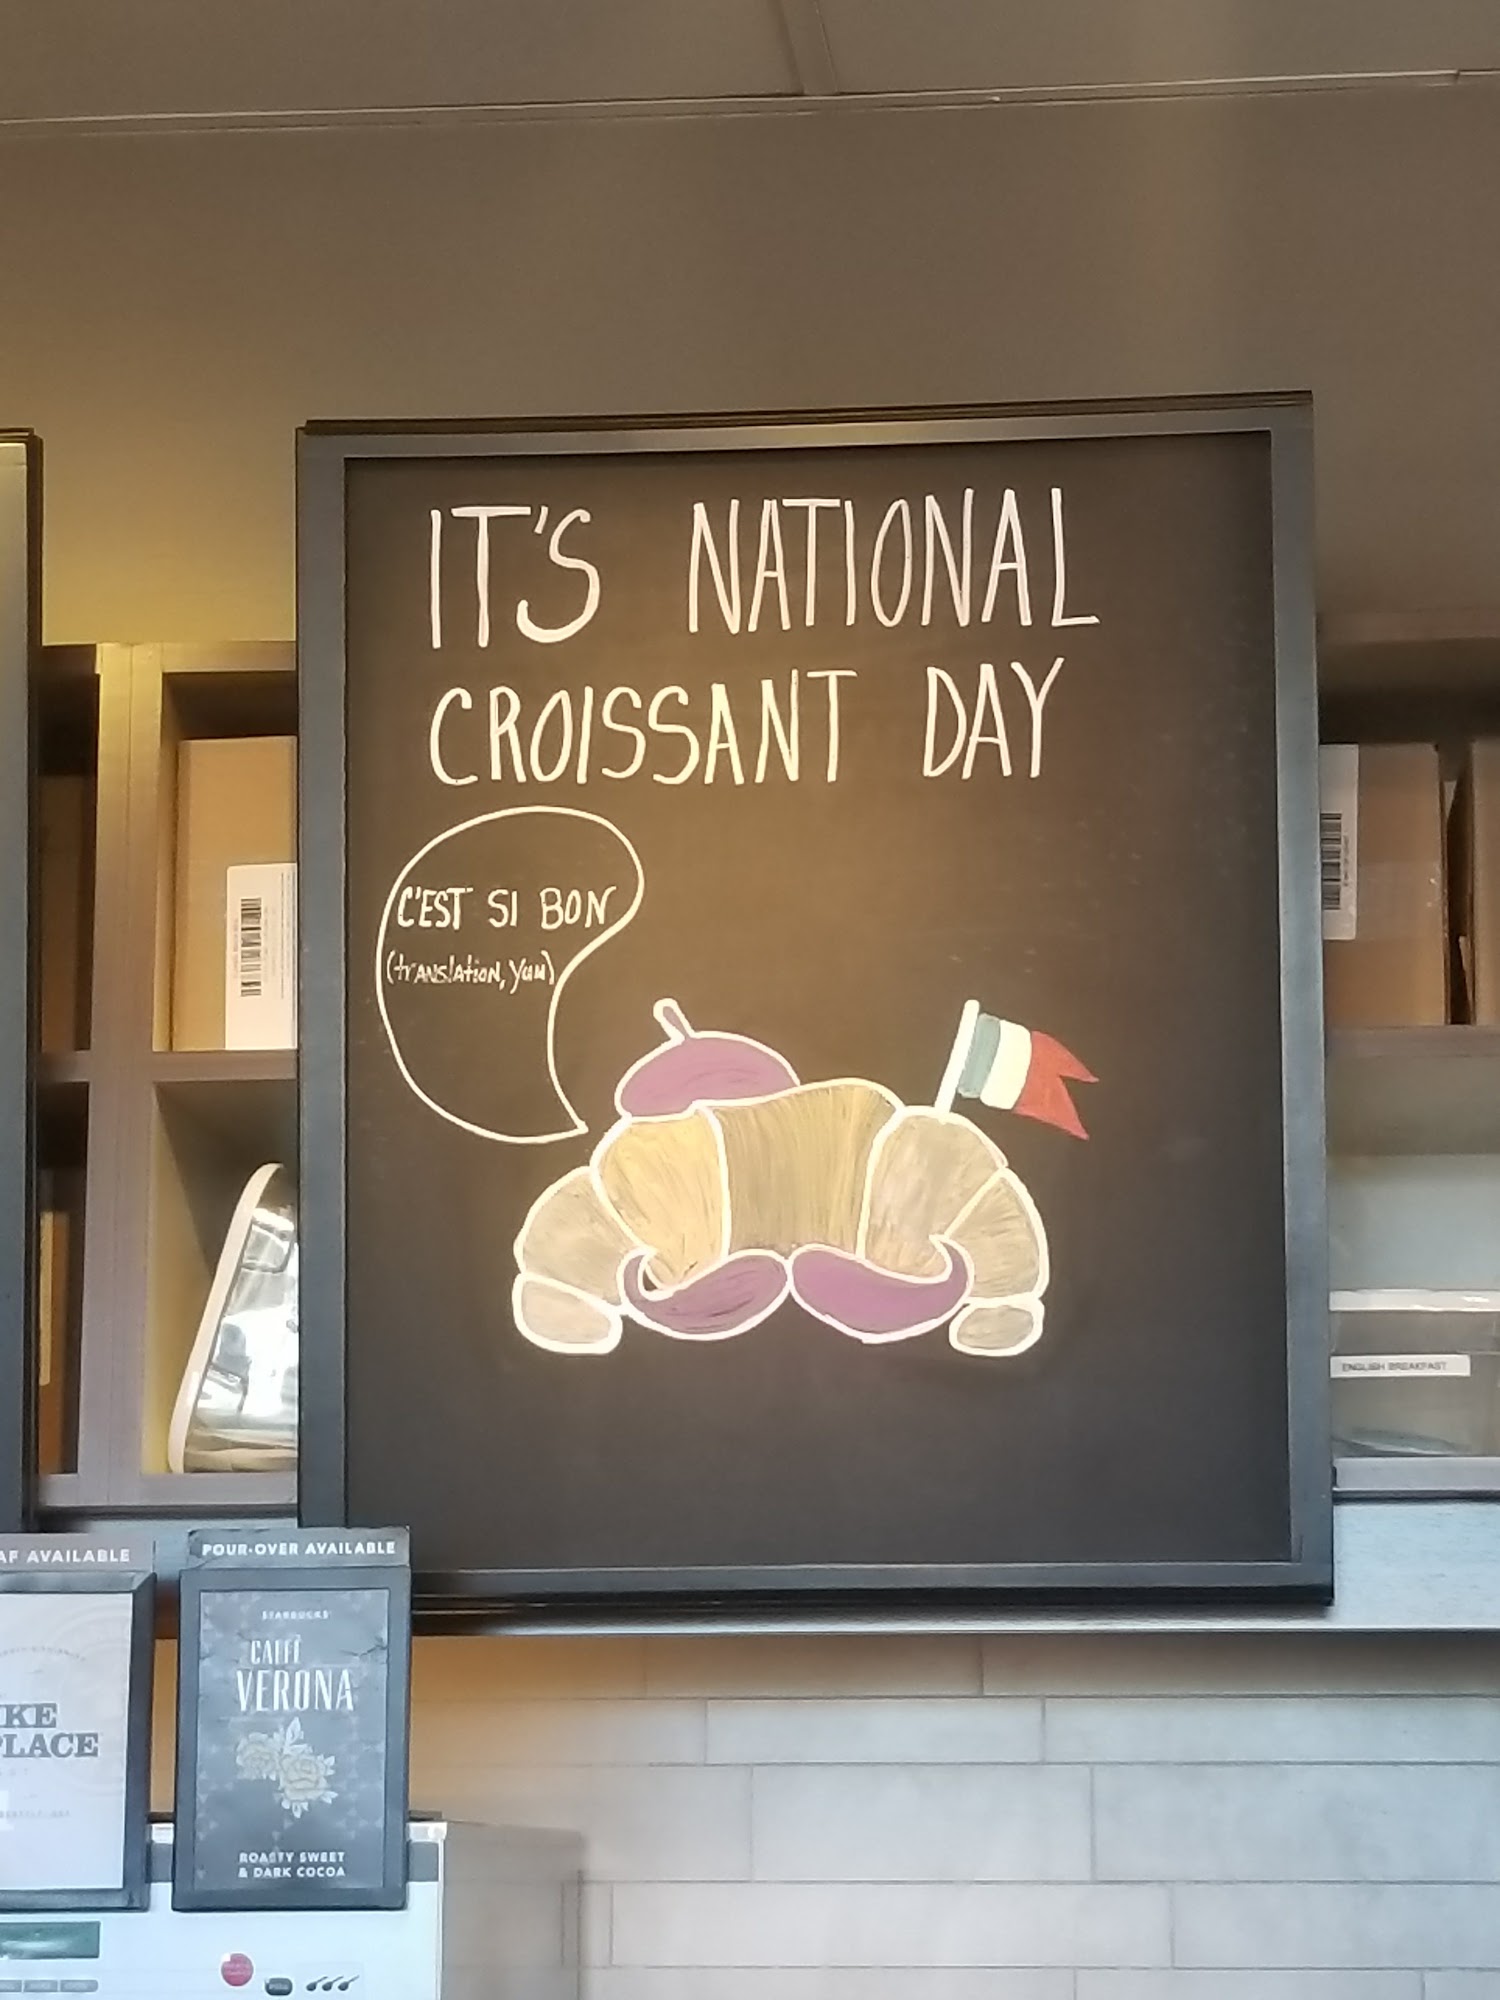 IT'S NATIONAL
CROISSANT DAY
C'EST SI BON
(translation, yum)
ENGLISH BREAKFAST
AF AVAILABLE
POUR-OVER AVAILABLE
STARBUCKS
CAFFÈ
VERONA
ROASTY SWEET
& DARK COCOA
KE
PLACE